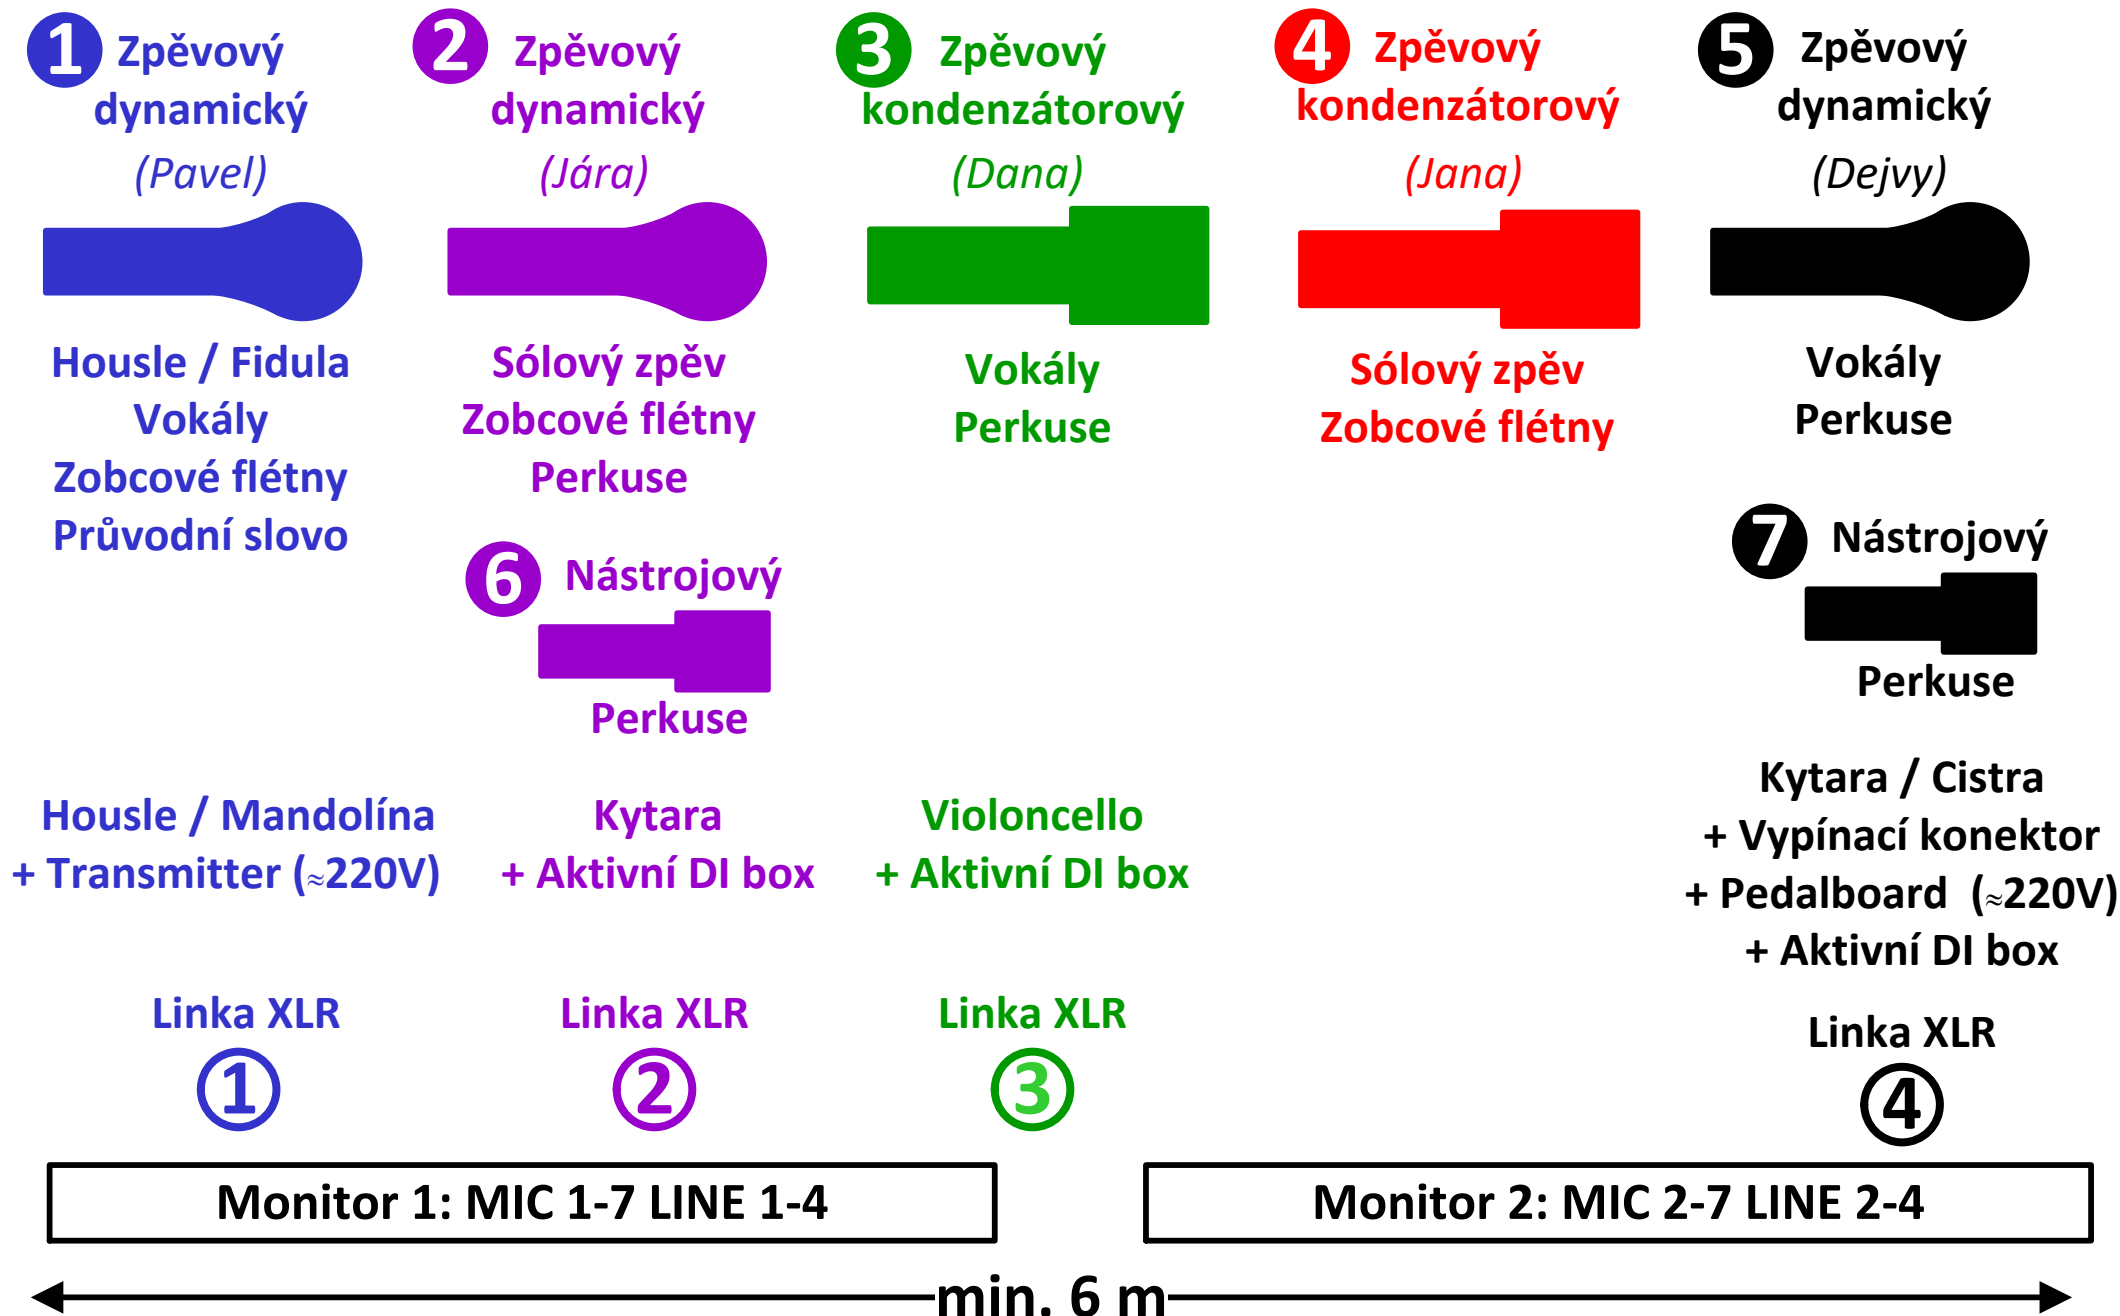 1 Zpěvový
dynamický
(Pavel)
Housle / Fidula
Vokály
Zobcové flétny
Průvodní slovo
Housle / Mandolína
+ Transmitter (≈220V)
Linka XLR
1
2 Zpěvový
dynamický
(Jára)
Sólový zpěv
Zobcové flétny
Perkuse
6 Nástrojový
Perkuse
Kytara
+ Aktivní DI box
Linka XLR
2
3 Zpěvový
kondenzátorový
(Dana)
Vokály
Perkuse
Violoncello
+ Aktivní DI box
Linka XLR
3
4 Zpěvový
kondenzátorový
(Jana)
Sólový zpěv
Zobcové flétny
5 Zpěvový
dynamický
(Dejvy)
Vokály
Perkuse
7 Nástrojový
Perkuse
Kytara / Cistra
+ Vypínací konektor
+ Pedalboard (≈220V)
+ Aktivní DI box
Linka XLR
4
Monitor 1: MIC 1-7 LINE 1-4
Monitor 2: MIC 2-7 LINE 2-4
min. 6 m